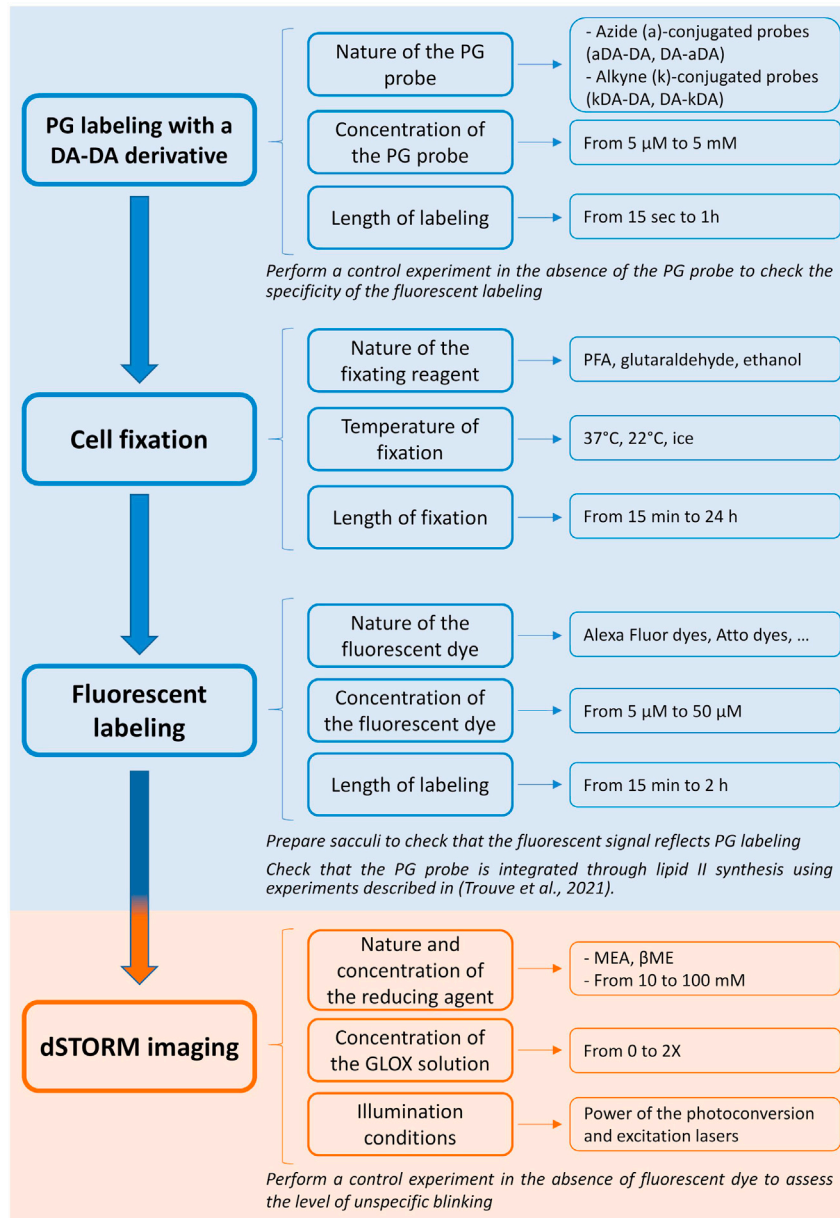 PG labeling with a
DA-DA derivative
Nature of the PG
probe
- Azide (a)-conjugated probes
(aDA-DA, DA-aDA)
- Alkyne (k)-conjugated probes
(kDA-DA, DA-kDA)
Concentration of
the PG probe
From 5 µM to 5 mM
Length of labeling
From 15 sec to 1h
Perform a control experiment in the absence of the PG probe to check the
specificity of the fluorescent labeling
Cell fixation
Nature of the
fixating reagent
PFA, glutaraldehyde, ethanol
Temperature of
fixation
37°C, 22°C, ice
Length of fixation
From 15 min to 24 h
Fluorescent
labeling
Nature of the
fluorescent dye
Alexa Fluor dyes, Atto dyes, ...
Concentration of
the fluorescent dye
From 5 µM to 50 µM
Length of labeling
From 15 min to 2 h
Prepare sacculi to check that the fluorescent signal reflects PG labeling
Check that the PG probe is integrated through lipid II synthesis using
experiments described in (Trouve et al., 2021).
dSTORM imaging
Nature and
concentration of
the reducing agent
- MEA, βME
- From 10 to 100 mM
Concentration of
the GLOX solution
From 0 to 2X
Illumination
conditions
Power of the photoconversion
and excitation lasers
Perform a control experiment in the absence of fluorescent dye to assess
the level of unspecific blinking